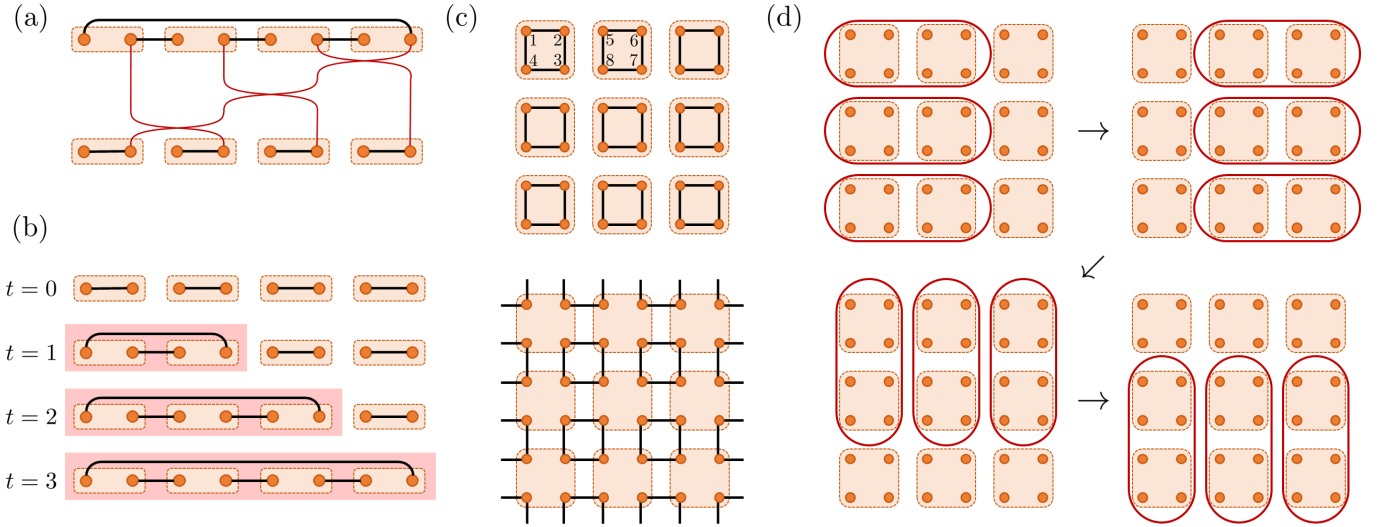 (a)
(b)
t = 0
t = 1
t = 2
t = 3
(c)
1 2 5 6
4 3 8 7
(d)